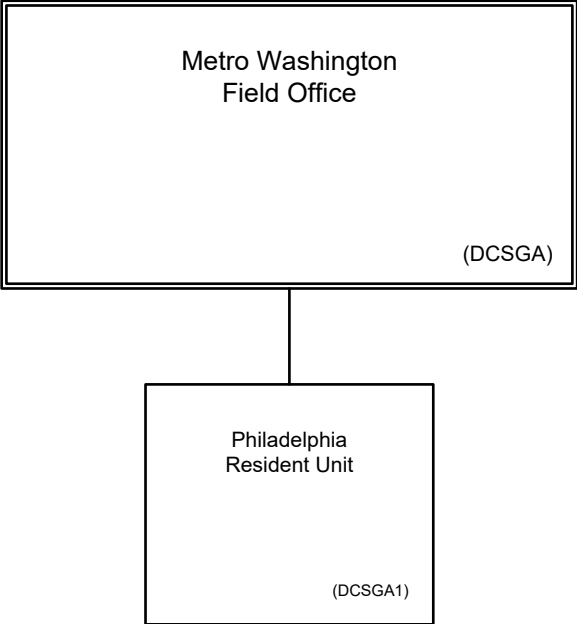 Metro Washington
Field Office
(DCSGA)
Philadelphia
Resident Unit
(DCSGA1)